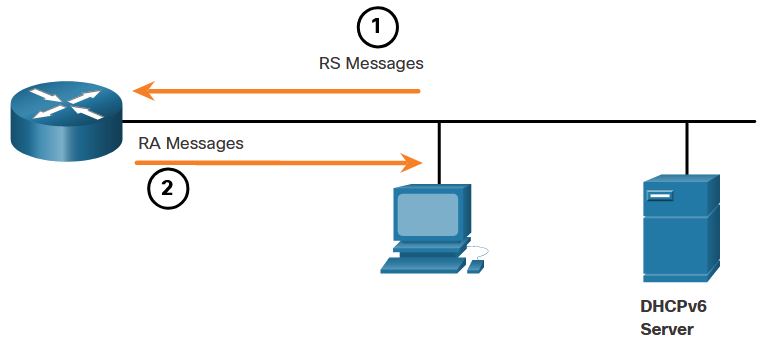 1
RS Messages
RA Messages
2
DHCPv6
Server